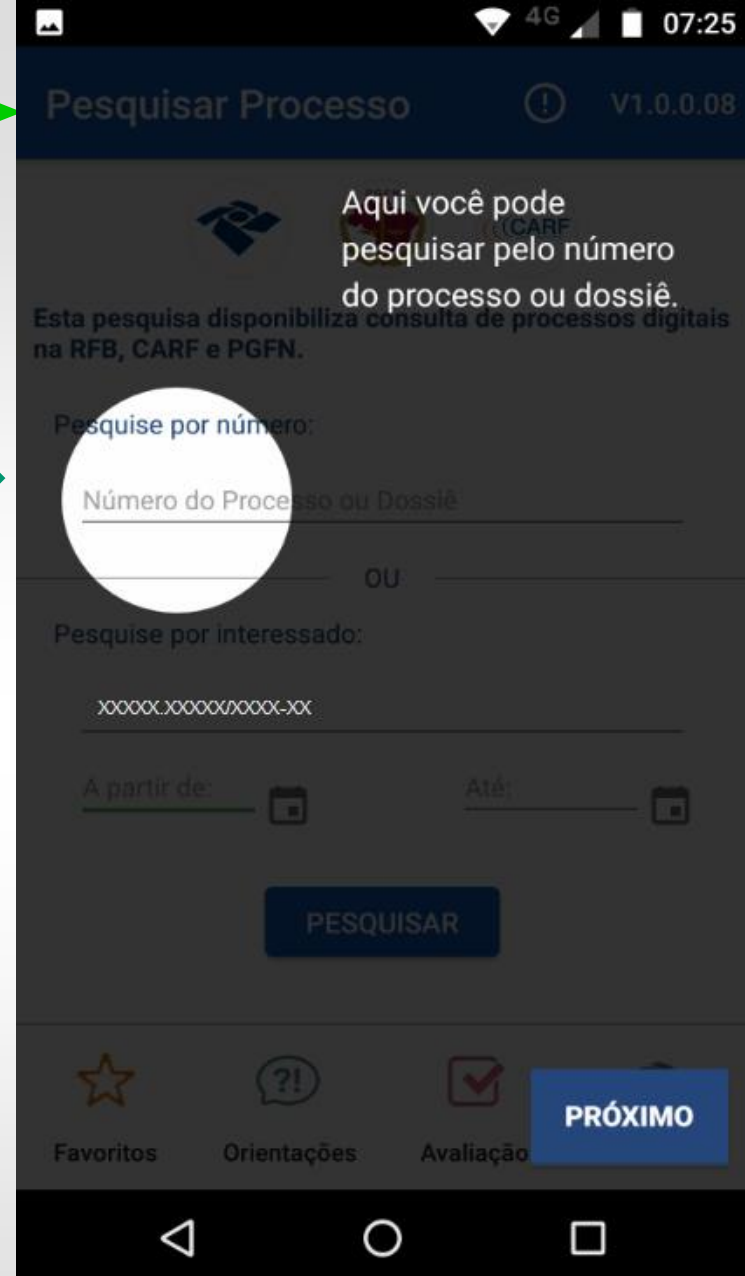 4G 07:25
Pesquisar Processo V1.0.0.08
Aqui você pode
pesquisar pelo número
do processo ou dossiê.
CARF
Esta pesquisa disponibiliza consulta de processos digitais
na RFB, CARF e PGFN.
Pesquise por número:
Número do Processo ou Dossiê
OU
Pesquise por interessado:
XXXXX.XXXXX/XXXX-XX
A partir de: Até:
PESQUISAR
?!
PRÓXIMO
Favoritos Orientações Avaliação